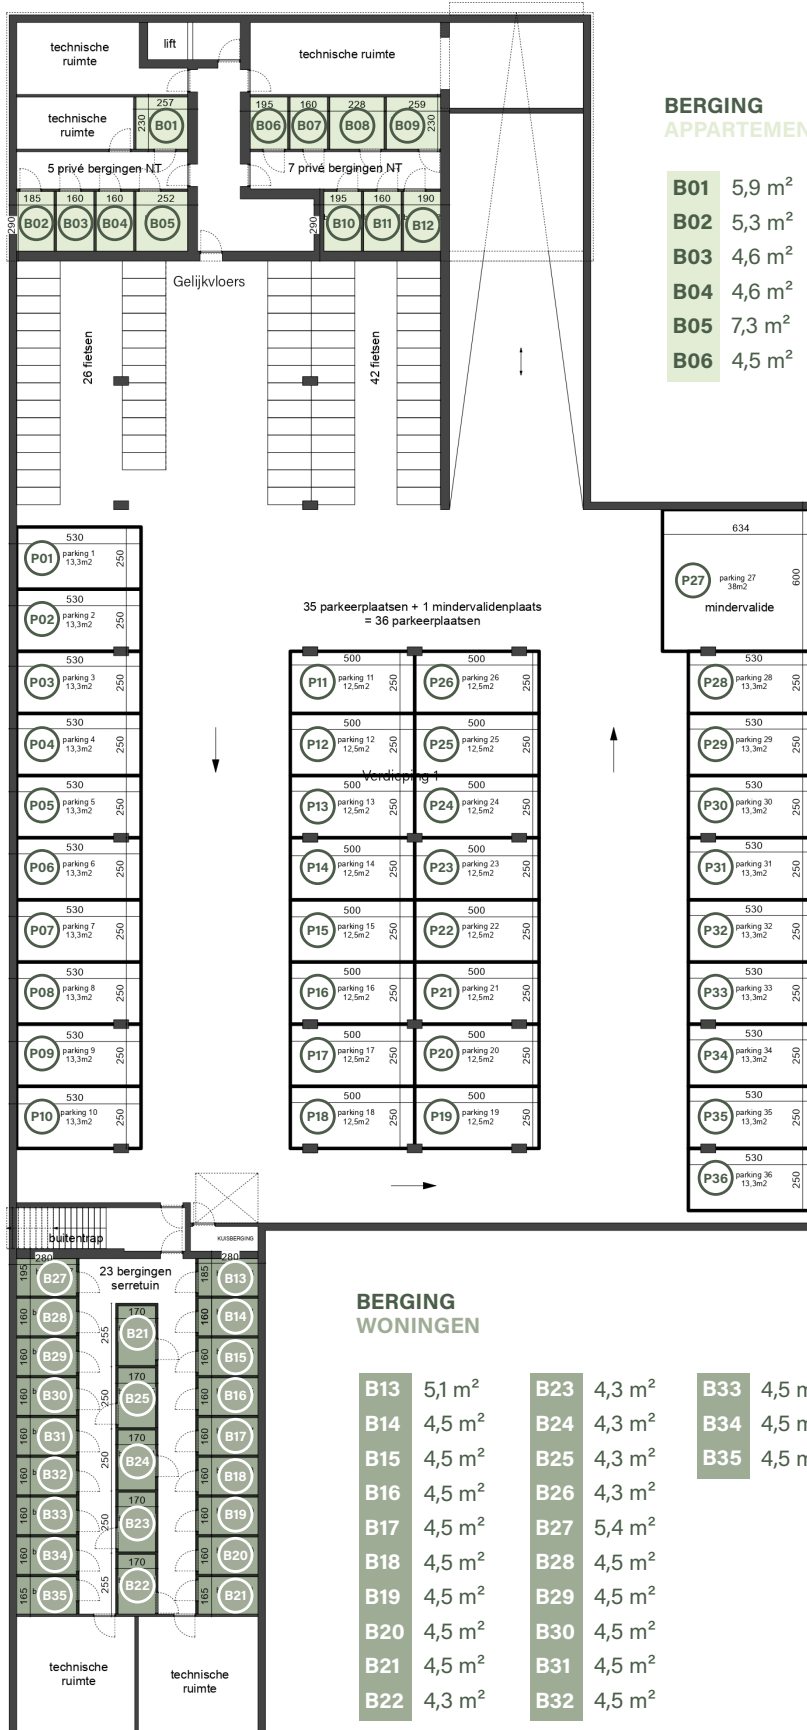 technische
ruimte
lift
technische ruimte
BERGING
APPARTEMEN
technische
ruimte
257
230
B01
195
160
228
259
B06
B07
B08
B09
230
5 privé bergingen NT
7 privé bergingen NT
185
160
160
252
195
160
190
290
B02
B03
B04
B05
290
B10
B11
B12
B01 5,9 m²
B02 5,3 m²
B03 4,6 m²
B04 4,6 m²
B05 7,3 m²
B06 4,5 m²
Gelijkvloers
26 fietsen
42 fietsen
530
P01
parking 1
13,3m2
250
530
P02
parking 2
13,3m2
250
530
P03
parking 3
13,3m2
250
530
P04
parking 4
13,3m2
250
530
P05
parking 5
13,3m2
250
530
P06
parking 6
13,3m2
250
530
P07
parking 7
13,3m2
250
530
P08
parking 8
13,3m2
250
530
P09
parking 9
13,3m2
250
530
P10
parking 10
13,3m2
250
35 parkeerplaatsen + 1 mindervalidenplaats
= 36 parkeerplaatsen
500
P11
parking 11
12,5m2
250
500
P26
parking 26
12,5m2
250
500
P12
parking 12
12,5m2
250
500
P25
parking 25
12,5m2
250
Verdieping 1
500
P13
parking 13
12,5m2
250
500
P24
parking 24
12,5m2
250
500
P14
parking 14
12,5m2
250
500
P23
parking 23
12,5m2
250
500
P15
parking 15
12,5m2
250
500
P22
parking 22
12,5m2
250
500
P16
parking 16
12,5m2
250
500
P21
parking 21
12,5m2
250
500
P17
parking 17
12,5m2
250
500
P20
parking 20
12,5m2
250
500
P18
parking 18
12,5m2
250
500
P19
parking 19
12,5m2
250
634
P27
parking 27
38m2
600
mindervalide
530
P28
parking 28
13,3m2
250
530
P29
parking 29
13,3m2
250
530
P30
parking 30
13,3m2
250
530
P31
parking 31
13,3m2
250
530
P32
parking 32
13,3m2
250
530
P33
parking 33
13,3m2
250
530
P34
parking 34
13,3m2
250
530
P35
parking 35
13,3m2
250
530
P36
parking 36
13,3m2
250
buitentrap
KUISBERGING
280
280
23 bergingen
serretuin
195
B27
160
B28
160
B29
160
B30
160
B31
160
B32
160
B33
160
B34
165
B35
170
B21
255
170
B25
250
170
B24
250
170
B23
250
170
B22
255
185
B13
160
B14
160
B15
160
B16
160
B17
160
B18
160
B19
160
B20
165
B21
technische
ruimte
technische
ruimte
BERGING
WONINGEN
B13 5,1 m²
B14 4,5 m²
B15 4,5 m²
B16 4,5 m²
B17 4,5 m²
B18 4,5 m²
B19 4,5 m²
B20 4,5 m²
B21 4,5 m²
B22 4,3 m²
B23 4,3 m²
B24 4,3 m²
B25 4,3 m²
B26 4,3 m²
B27 5,4 m²
B28 4,5 m²
B29 4,5 m²
B30 4,5 m²
B31 4,5 m²
B32 4,5 m²
B33 4,5 m
B34 4,5 m
B35 4,5 m